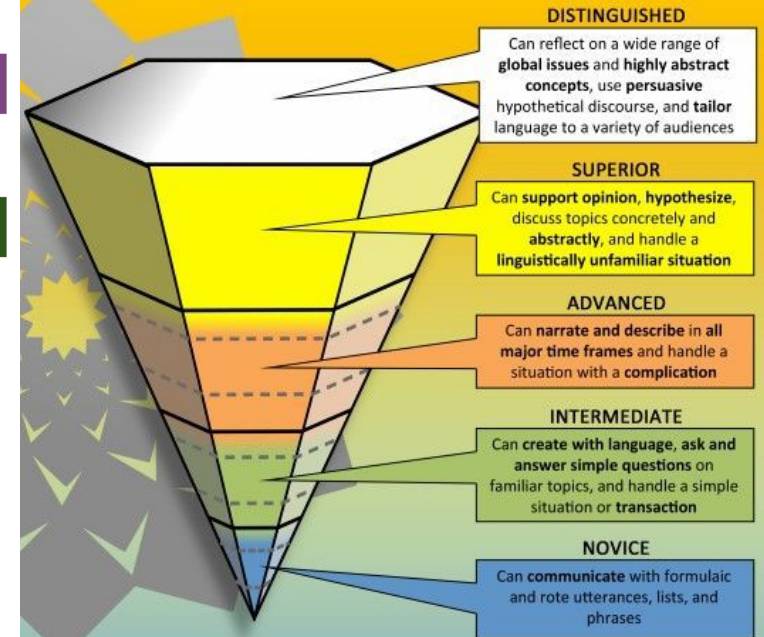 DISTINGUISHED
Can reflect on a wide range of
global issues and highly abstract
concepts, use persuasive
hypothetical discourse, and tailor
language to a variety of audiences
SUPERIOR
Can support opinion, hypothesize,
discuss topics concretely and
abstractly, and handle a
linguistically unfamiliar situation
ADVANCED
Can narrate and describe in all
major time frames and handle a
situation with a complication
INTERMEDIATE
Can create with language, ask and
answer simple questions on
familiar topics, and handle a simple
situation or transaction
NOVICE
Can communicate with formulaic
and rote utterances, lists, and
phrases